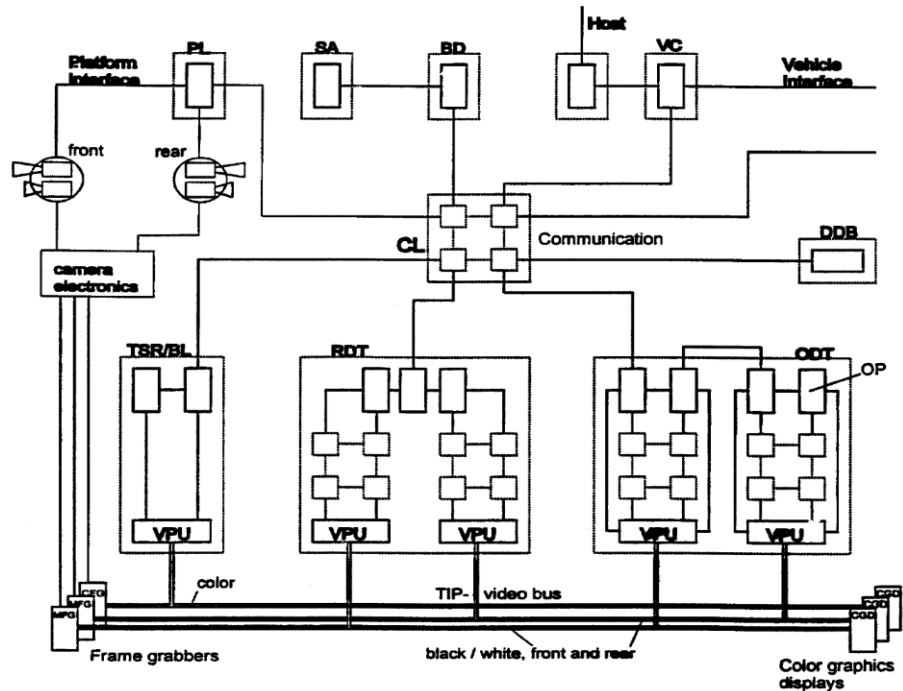 Host
PL
SA
BD
VC
Platform
Interface
Vehicle
Interface
front
rear
CL
Communication
DDB
camera
electronics
TSR/BL
RDT
ODT
OP
VPU
VPU
VPU
VPU
VPU
color
TIP- video bus
CFG
MFG
MFG
CGD
CGD
CGD
Frame grabbers
black / white, front and rear
Color graphics
displays